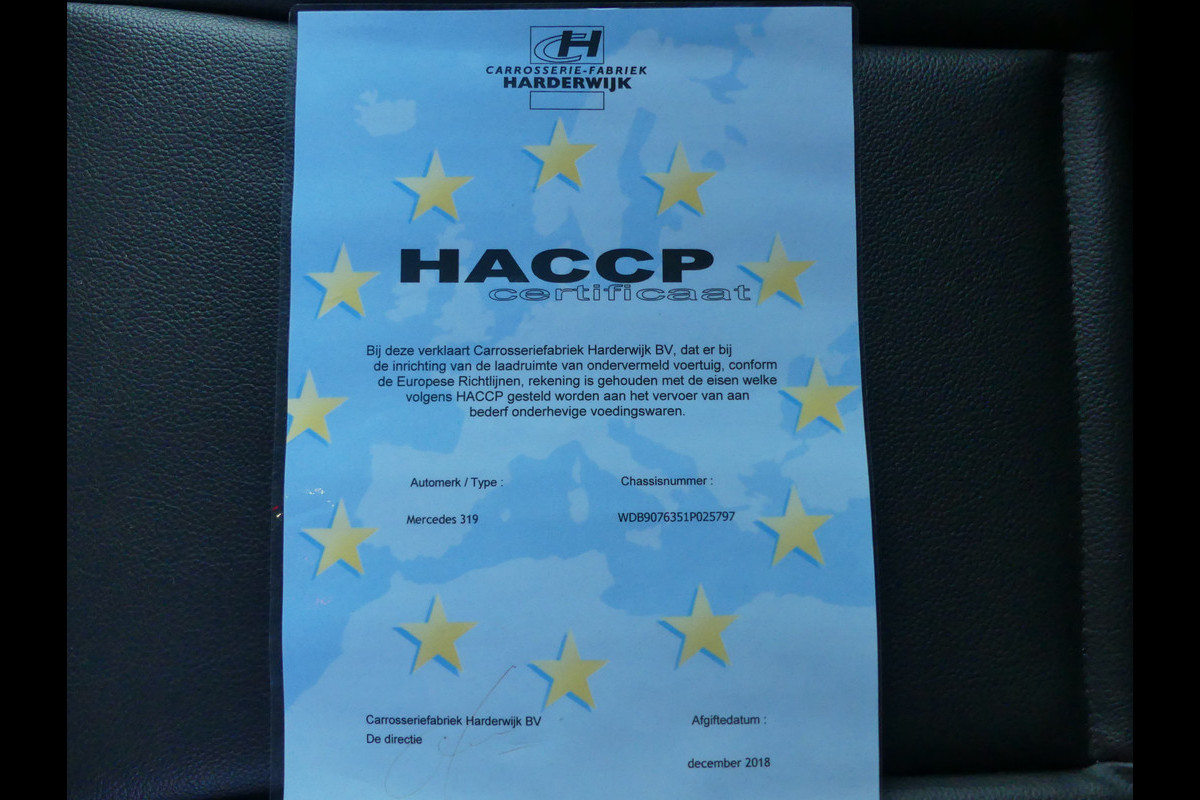 CH
CARROSSERIE-FABRIEK
HARDERWIJK
HACCP
certificaat
Bij deze verklaart Carrosseriefabriek Harderwijk BV, dat er bij
de inrichting van de laadruimte van ondervermeld voertuig, conform
de Europese Richtlijnen, rekening is gehouden met de eisen welke
volgens HACCP gesteld worden aan het vervoer van aan
bederf onderhevige voedingswaren.
Automerk / Type :
Chassisnummer :
Mercedes 319
WDB9076351P025797
Carrosseriefabriek Harderwijk BV
Afgiftedatum :
De directie
december 2018